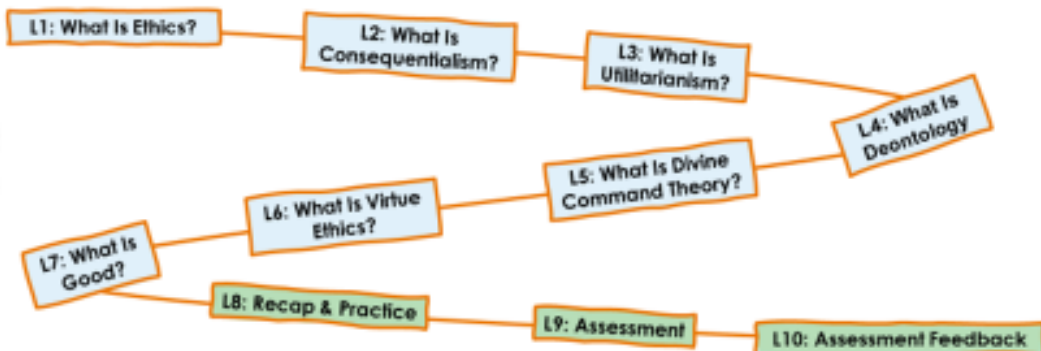 L1: What Is Ethics?
L2: What Is
Consequentialism?
L3: What Is
Utilitarianism?
L4: What Is
Deontology
L5: What Is Divine
Command Theory?
L6: What Is Virtue
Ethics?
L7: What Is
Good?
L8: Recap & Practice
L9: Assessment
L10: Assessment Feedback